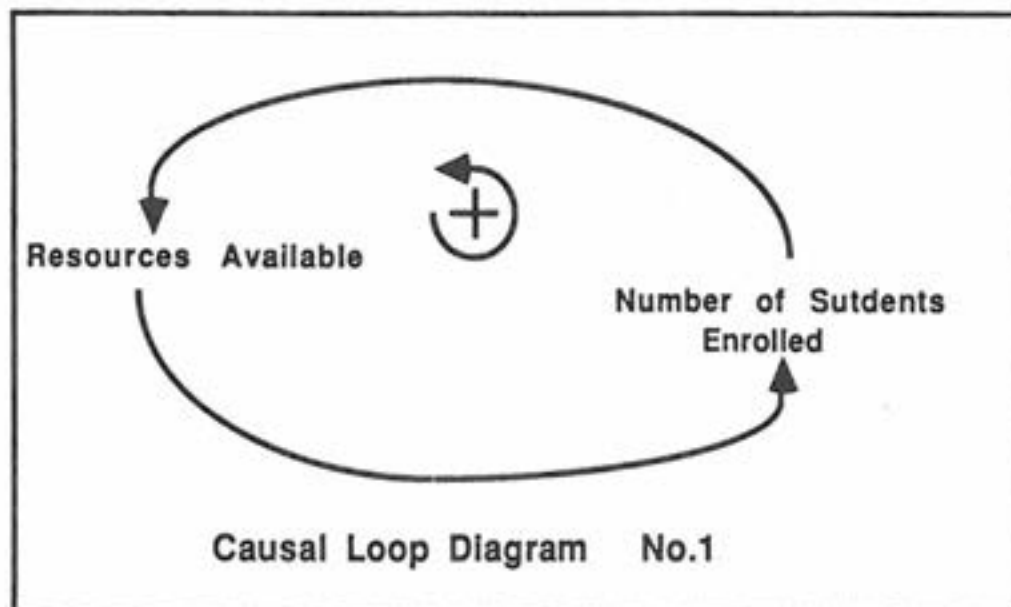 +
Resources Available
Number of Sutdents
Enrolled
Causal Loop Diagram No.1